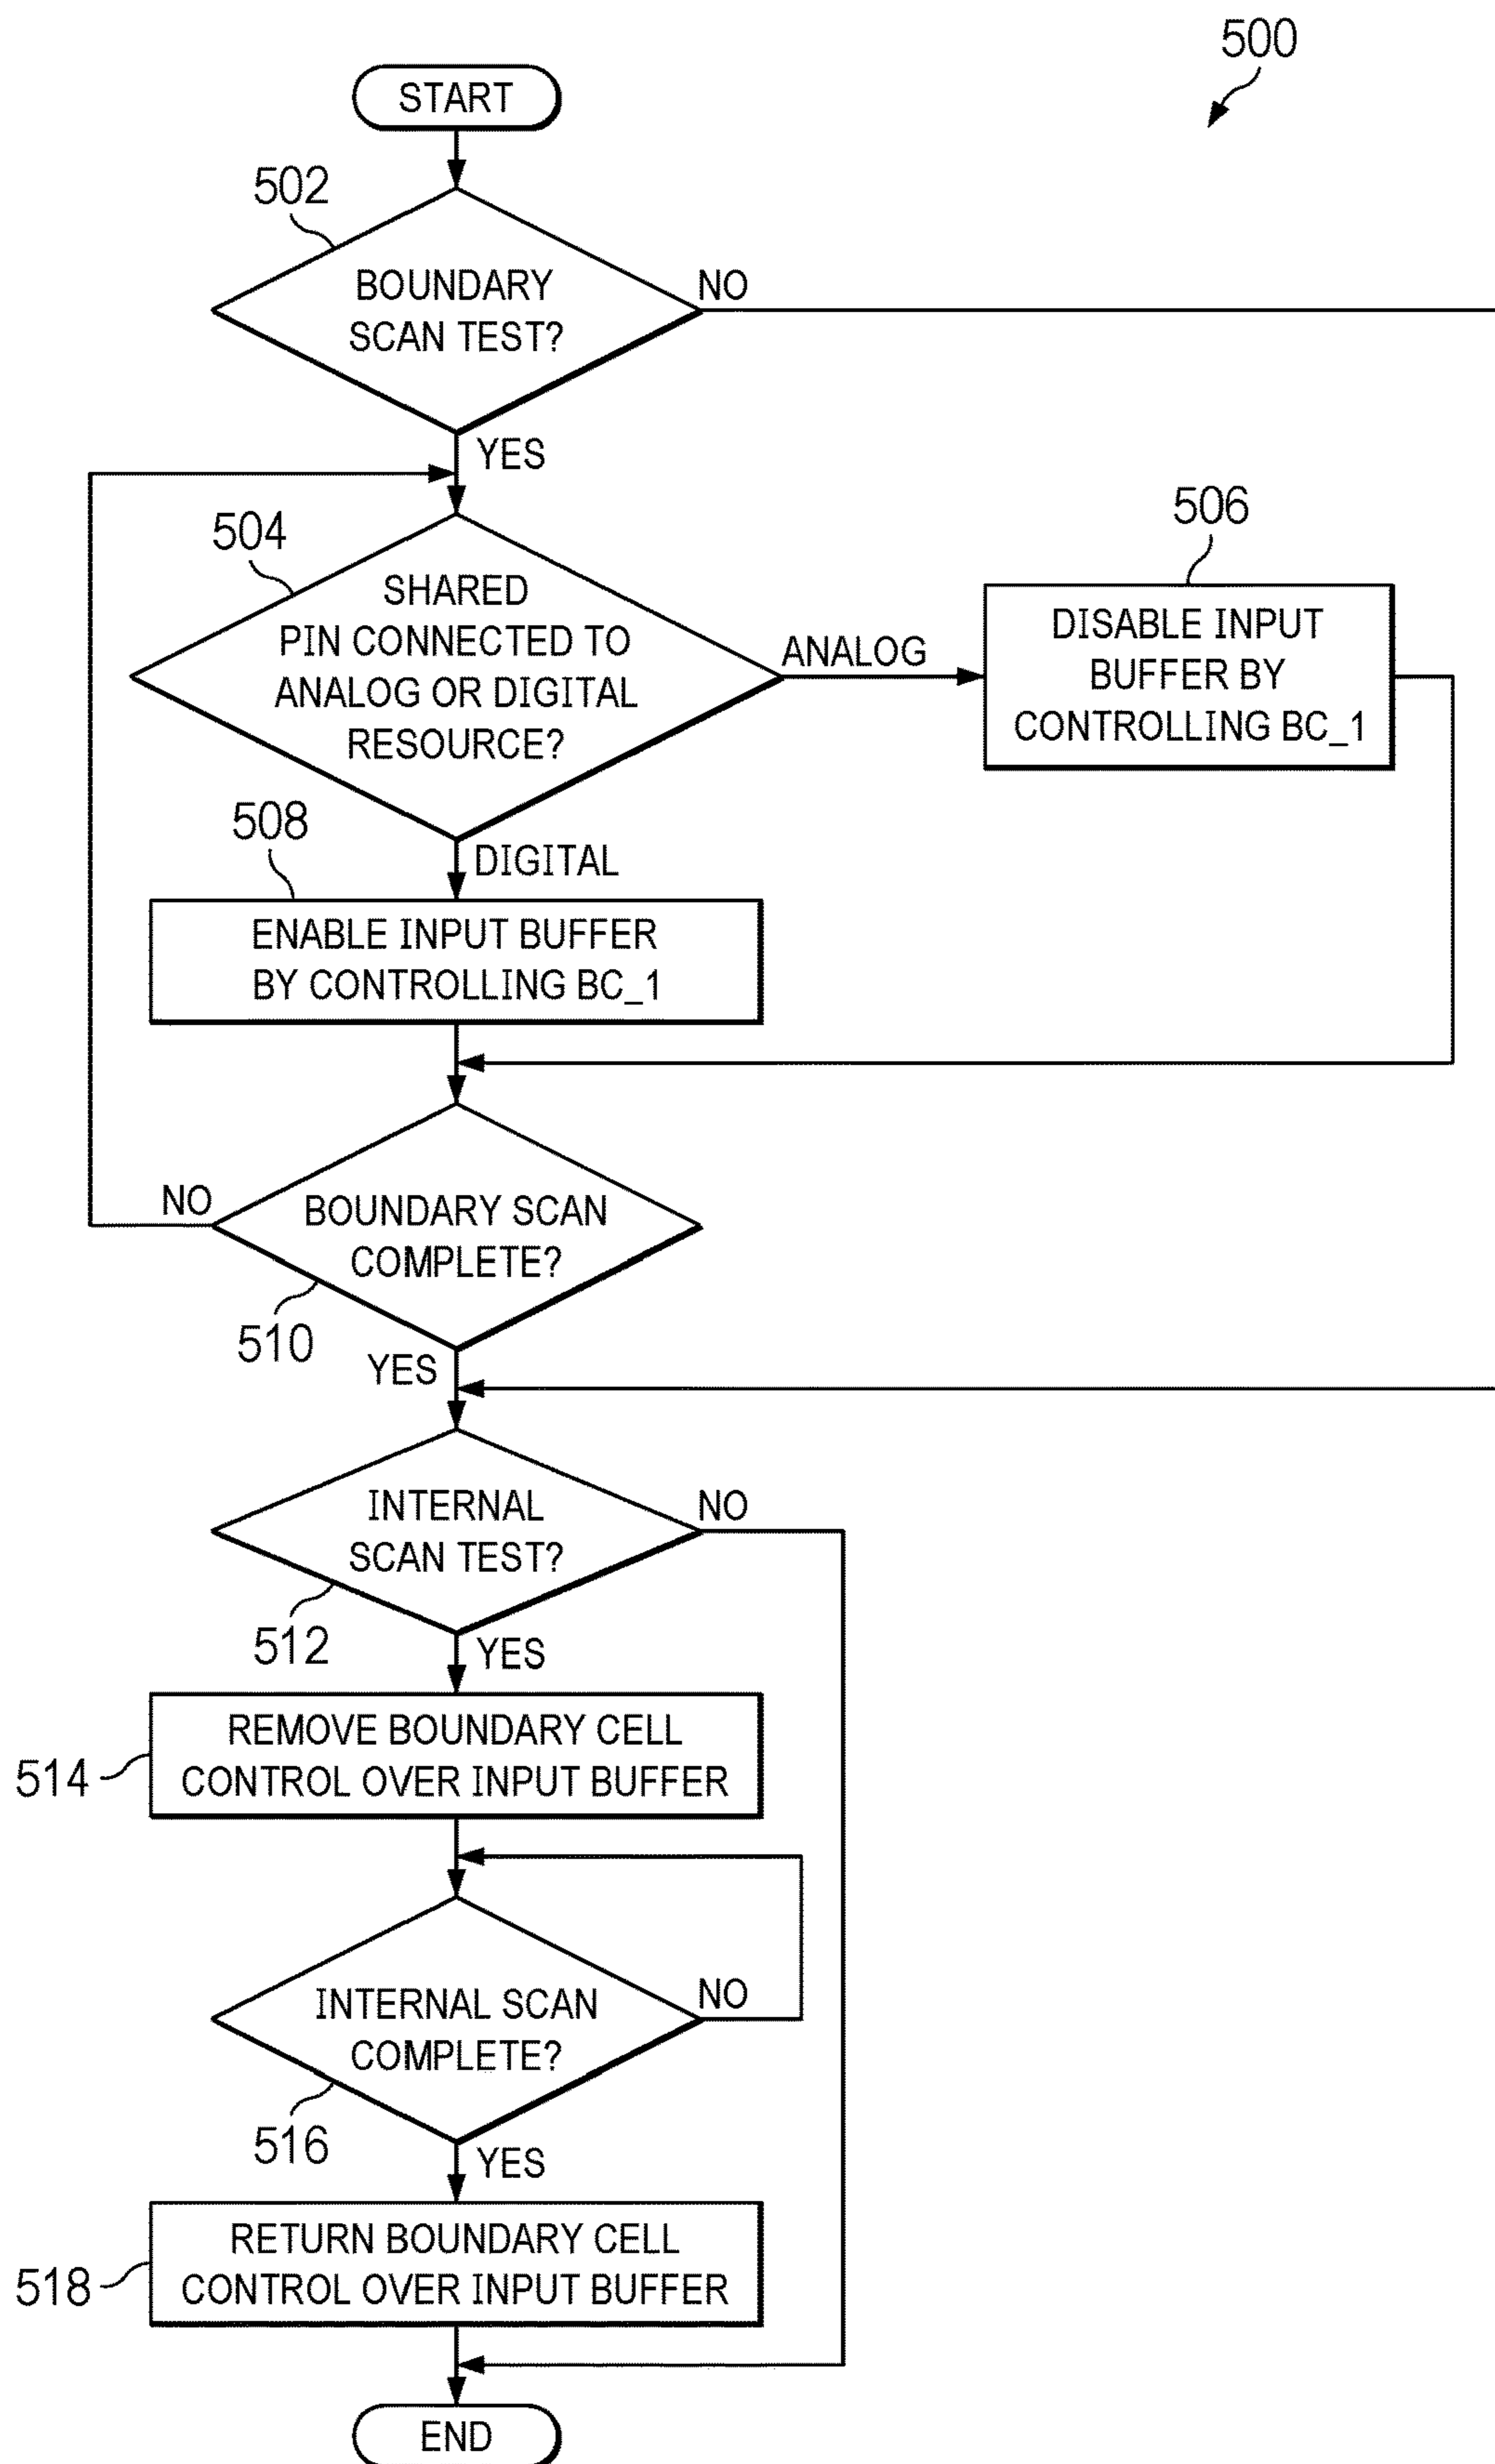 500
START
502
BOUNDARY
SCAN TEST?
NO
YES
504
SHARED
PIN CONNECTED TO
ANALOG OR DIGITAL
RESOURCE?
ANALOG
506
DISABLE INPUT
BUFFER BY
CONTROLLING BC_1
508
DIGITAL
ENABLE INPUT BUFFER
BY CONTROLLING BC_1
NO
BOUNDARY SCAN
COMPLETE?
510
YES
INTERNAL
SCAN TEST?
NO
512
YES
514
REMOVE BOUNDARY CELL
CONTROL OVER INPUT BUFFER
INTERNAL SCAN
COMPLETE?
NO
516
YES
518
RETURN BOUNDARY CELL
CONTROL OVER INPUT BUFFER
END